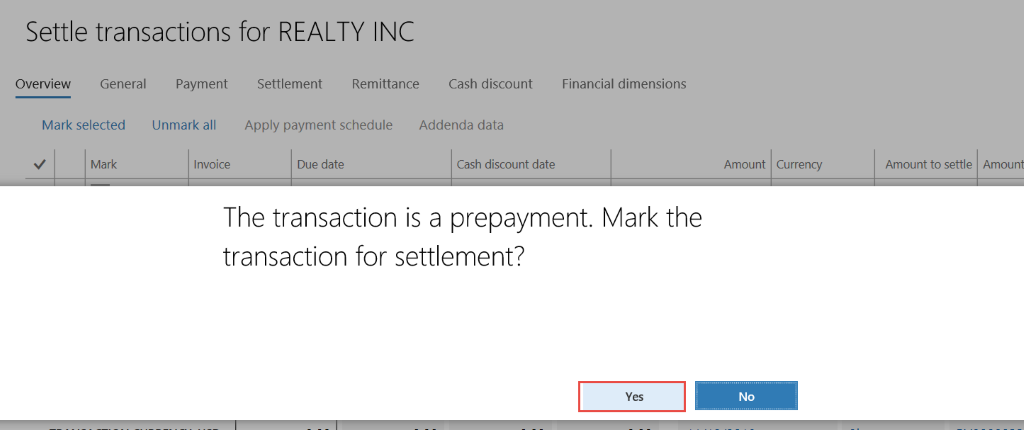 Settle transactions for REALTY INC
Overview General Payment Settlement Remittance Cash discount Financial dimensions
Mark selected Unmark all Apply payment schedule Addenda data
Mark Invoice Due date Cash discount date Amount Currency Amount to settle Amount
The transaction is a prepayment. Mark the
transaction for settlement?
Yes No